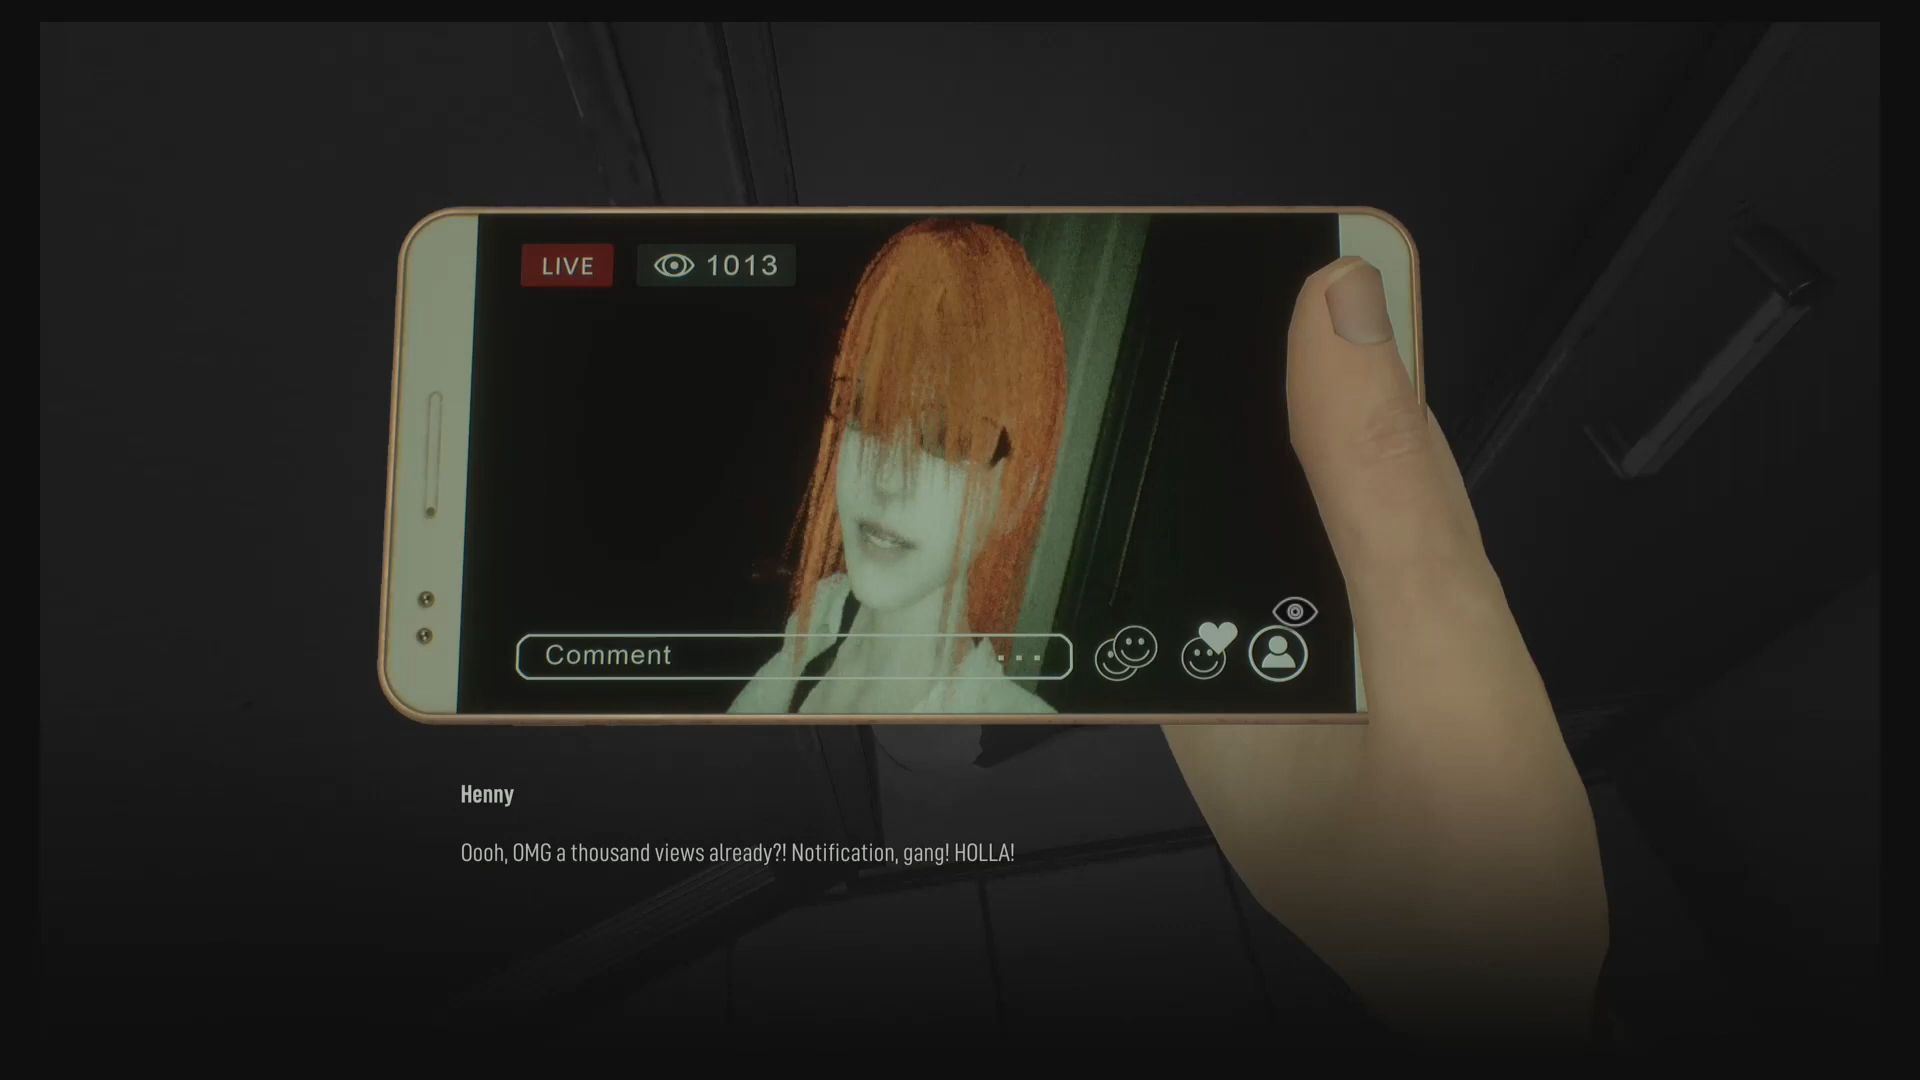 LIVE 1013
Comment ...
Henny
Oooh, OMG a thousand views already?! Notification, gang! HOLLA!